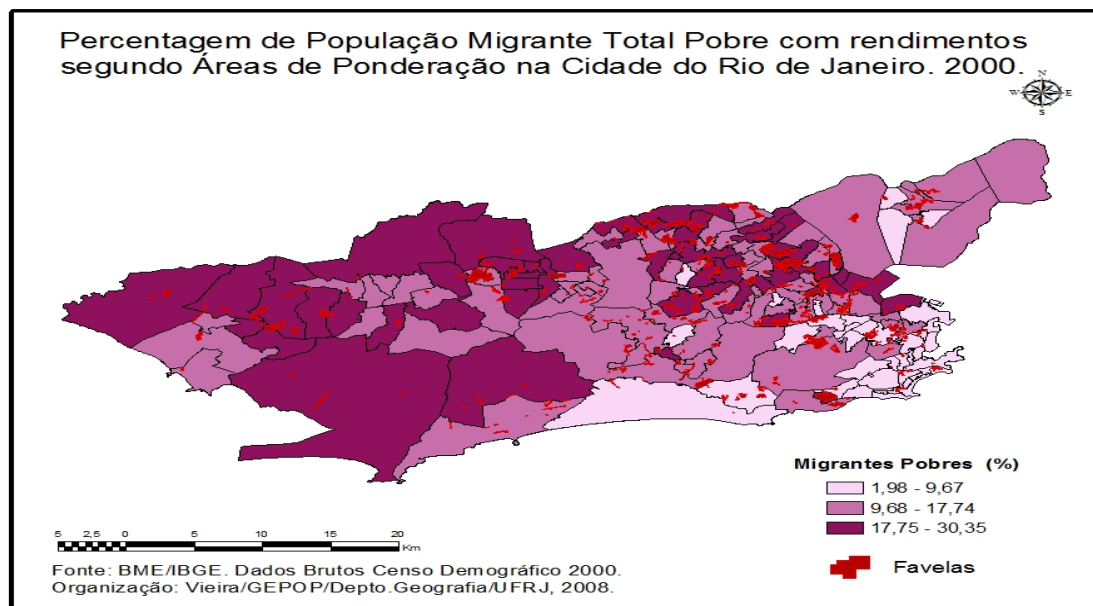 Percentagem de População Migrante Total Pobre com rendimentos
segundo Áreas de Ponderação na Cidade do Rio de Janeiro. 2000.
N
W E
S
Migrantes Pobres (%)
1,98 - 9,67
9,68 - 17,74
17,75 - 30,35
Favelas
5 2,5 0 5 10 15 20
Km
Fonte: BME/IBGE. Dados Brutos Censo Demográfico 2000.
Organização: Vieira/GEPOP/Depto.Geografia/UFRJ, 2008.